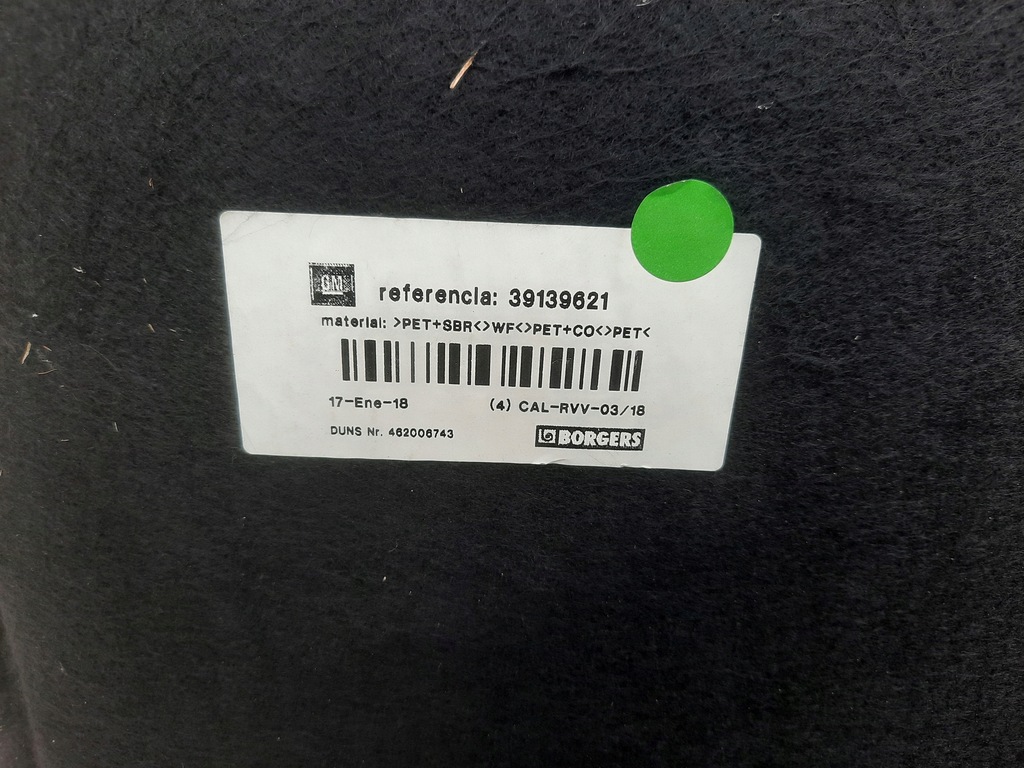 GM
referencia: 39139621
material: >PET+SBR<>WF<>PET+CO<>PET<
17-Ene-18 (4) CAL-RVV-03/18
DUNS Nr. 462006743 BORGERS